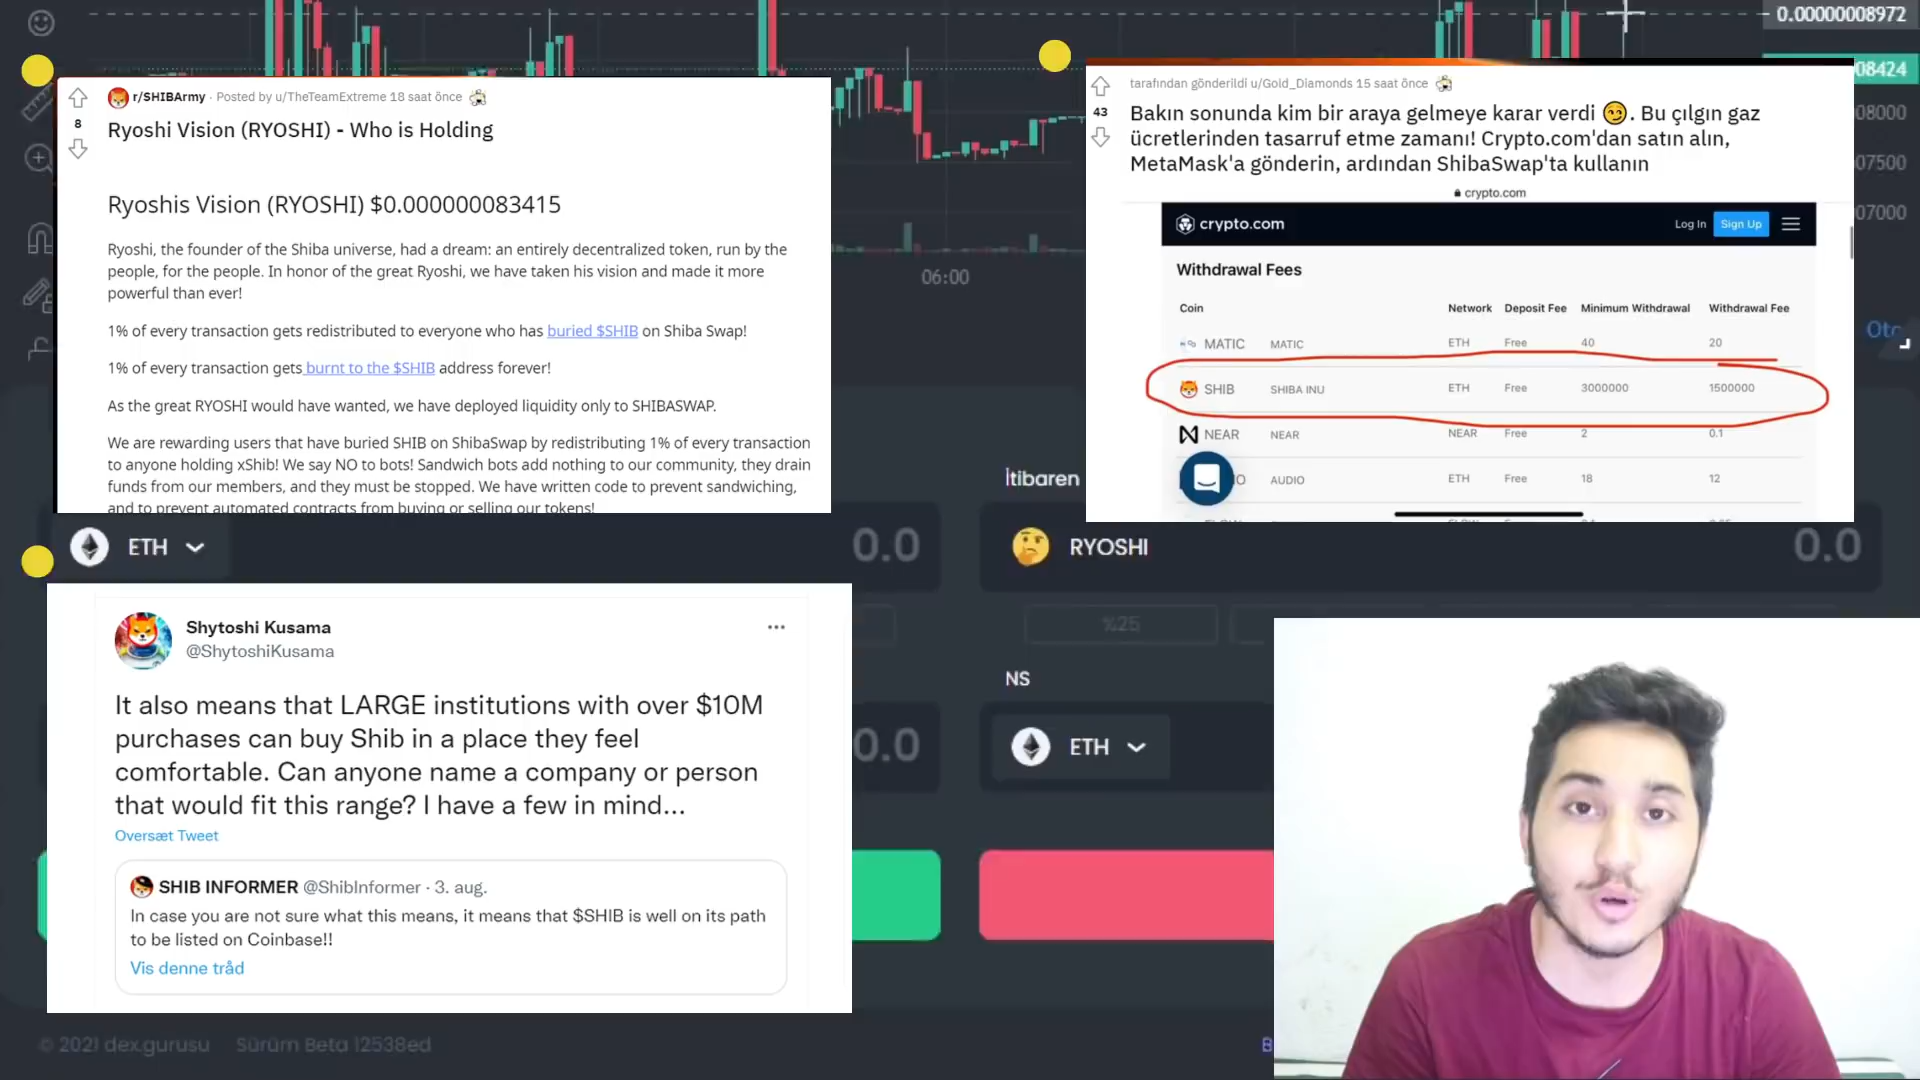 0.00000008972
08424
08000
07500
07000
06:00
r/SHIBArmy · Posted by u/TheTeamExtreme 18 saat önce
8
Ryoshi Vision (RYOSHI) - Who is Holding
Ryoshis Vision (RYOSHI) $0.000000083415
Ryoshi, the founder of the Shiba universe, had a dream: an entirely decentralized token, run by the
people, for the people. In honor of the great Ryoshi, we have taken his vision and made it more
powerful than ever!
1% of every transaction gets redistributed to everyone who has buried $SHIB on Shiba Swap!
1% of every transaction gets burnt to the $SHIB address forever!
As the great RYOSHI would have wanted, we have deployed liquidity only to SHIBASWAP.
We are rewarding users that have buried SHIB on ShibaSwap by redistributing 1% of every transaction
to anyone holding xShib! We say NO to bots! Sandwich bots add nothing to our community, they drain
funds from our members, and they must be stopped. We have written code to prevent sandwiching,
and to prevent automated contracts from buying or selling our tokens!
tarafından gönderildi u/Gold_Diamonds 15 saat önce
43
Bakın sonunda kim bir araya gelmeye karar verdi 😏. Bu çılgın gaz
ücretlerinden tasarruf etme zamanı! Crypto.com'dan satın alın,
MetaMask'a gönderin, ardından ShibaSwap'ta kullanın
crypto.com
crypto.com Log In Sign Up
Withdrawal Fees
Coin Network Deposit Fee Minimum Withdrawal Withdrawal Fee
MATIC MATIC ETH Free 40 20
SHIB SHIBA INU ETH Free 3000000 1500000
NEAR NEAR NEAR Free 2 0.1
IO AUDIO ETH Free 18 12
Otc
İtibaren
ETH 0.0
RYOSHI 0.0
%25
NS
0.0
ETH
Shytoshi Kusama
@ShytoshiKusama
It also means that LARGE institutions with over $10M
purchases can buy Shib in a place they feel
comfortable. Can anyone name a company or person
that would fit this range? I have a few in mind...
Oversæt Tweet
SHIB INFORMER @ShibInformer · 3. aug.
In case you are not sure what this means, it means that $SHIB is well on its path
to be listed on Coinbase!!
Vis denne tråd
© 2021 dex.gurusu Sürüm Beta 12538ed
B